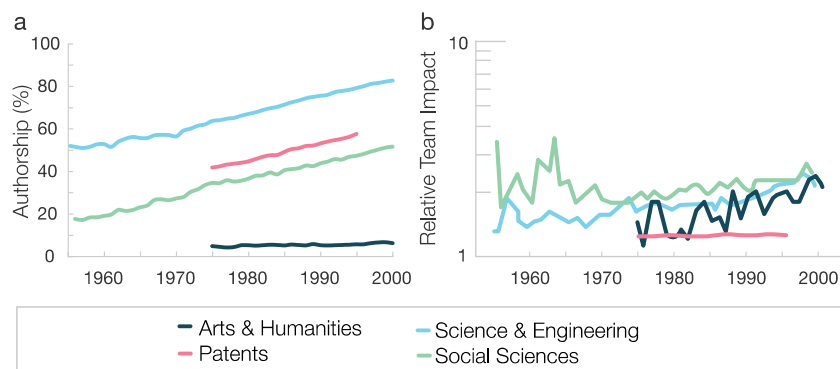 a
100
80
60
40
20
0
Authorship (%)
1960
1970
1980
1990
2000
b
10
1
Relative Team Impact
1960
1970
1980
1990
2000
Arts & Humanities
Science & Engineering
Patents
Social Sciences